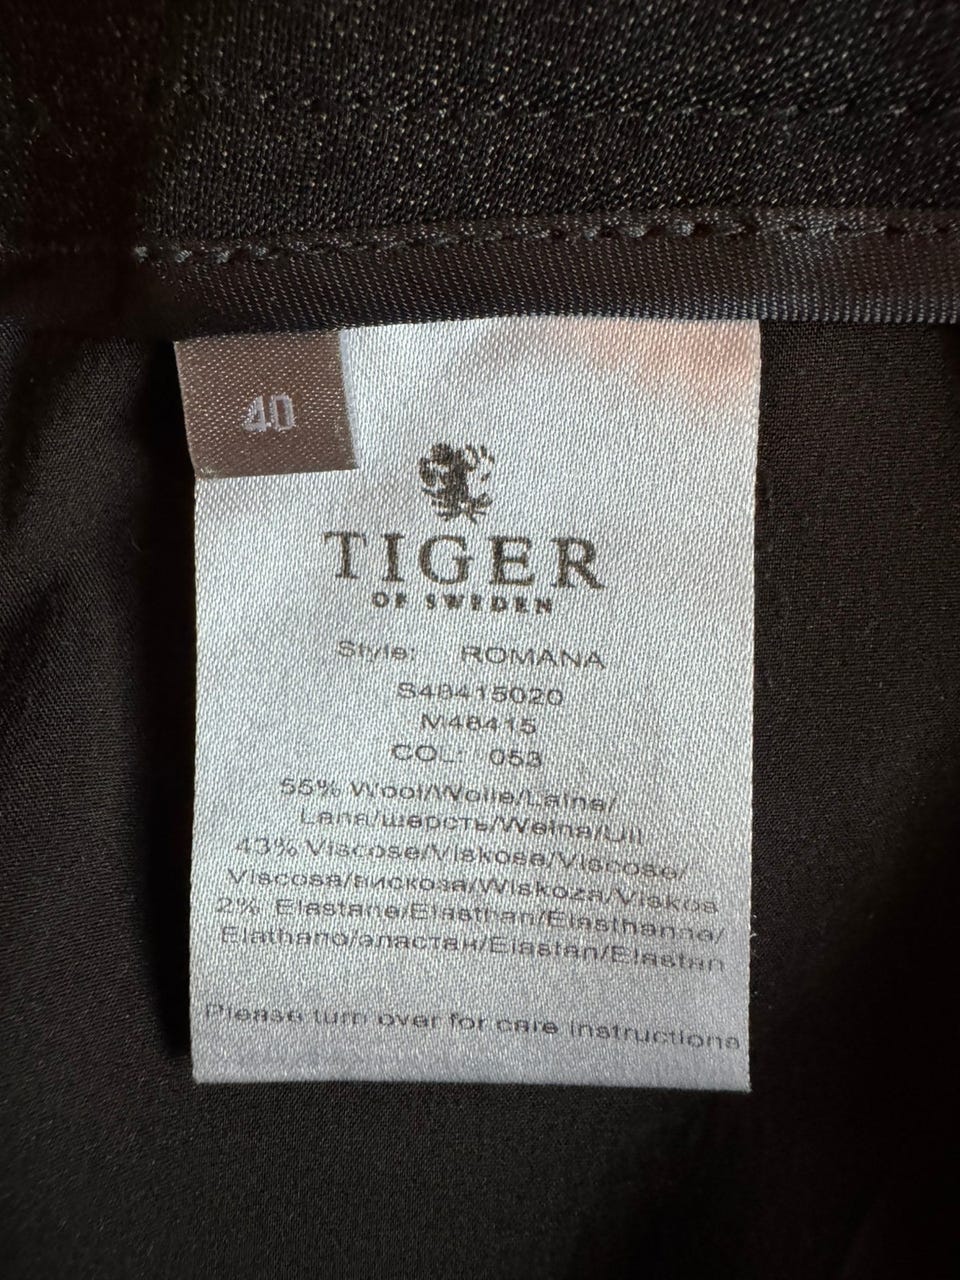 40
TIGER
OF SWEDEN
Style: ROMANA
S48415020
M48415
COL: 053
55% Wool/Wolle/Laine/
Lana/шерсть/Wełna/Ull
43% Viscose/Viskose/Viscose/
Viscosa/вискоза/Wiskoza/Viskos
2% Elastane/Elasthan/Elasthanne/
Elathano/эластан/Elastan/Elastan
Please turn over for care instructions